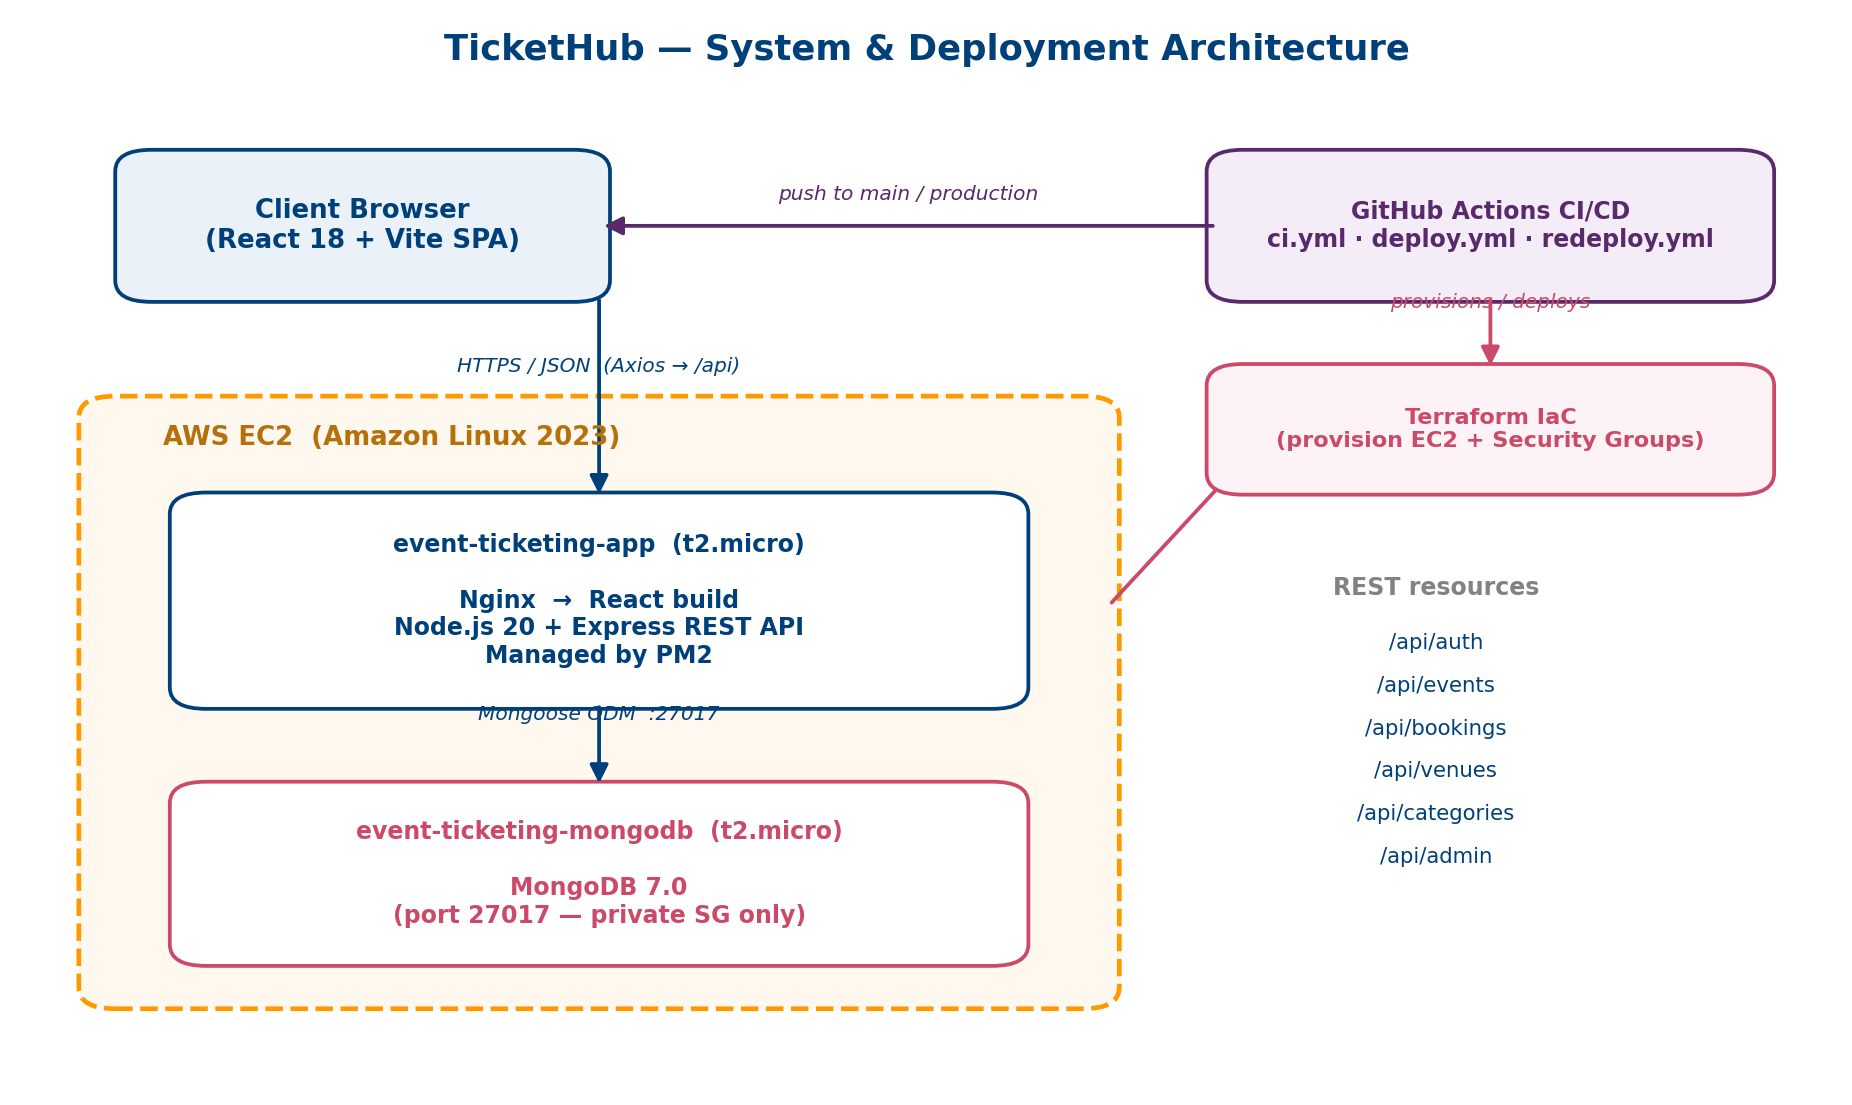 TicketHub — System & Deployment Architecture
Client Browser
(React 18 + Vite SPA)
push to main / production
GitHub Actions CI/CD
ci.yml · deploy.yml · redeploy.yml
provisions / deploys
HTTPS / JSON  (Axios → /api)
Terraform IaC
(provision EC2 + Security Groups)
AWS EC2  (Amazon Linux 2023)
event-ticketing-app  (t2.micro)
Nginx  →  React build
Node.js 20 + Express REST API
Managed by PM2
Mongoose ODM  :27017
event-ticketing-mongodb  (t2.micro)
MongoDB 7.0
(port 27017 — private SG only)
REST resources
/api/auth
/api/events
/api/bookings
/api/venues
/api/categories
/api/admin